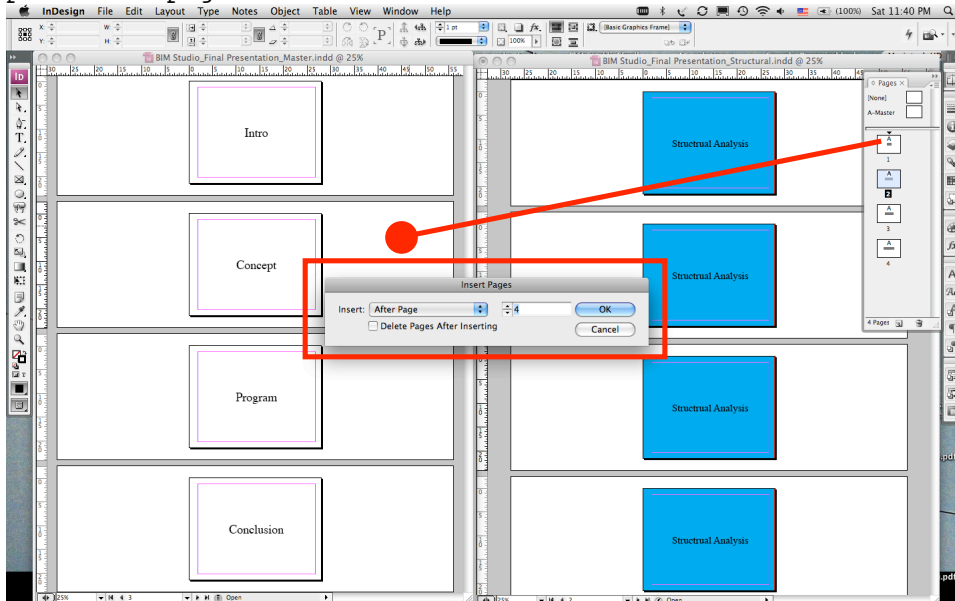 InDesign File Edit Layout Type Notes Object Table View Window Help (100%) Sat 11:40 PM
X: W: 1 pt [Basic Graphics Frame]
Y: H: 100%
BIM Studio_Final Presentation_Master.indd @ 25%
BIM Studio_Final Presentation_Structural.indd @ 25%
Pages
[None]
A-Master
A
1
A
2
A
3
A
4
4 Pages
Intro
Concept
Program
Conclusion
Structrual Analysis
Structrual Analysis
Structrual Analysis
Structrual Analysis
Insert Pages
Insert: After Page 4 OK
Delete Pages After Inserting Cancel
25% Open
25% Open
.pdf
.pd